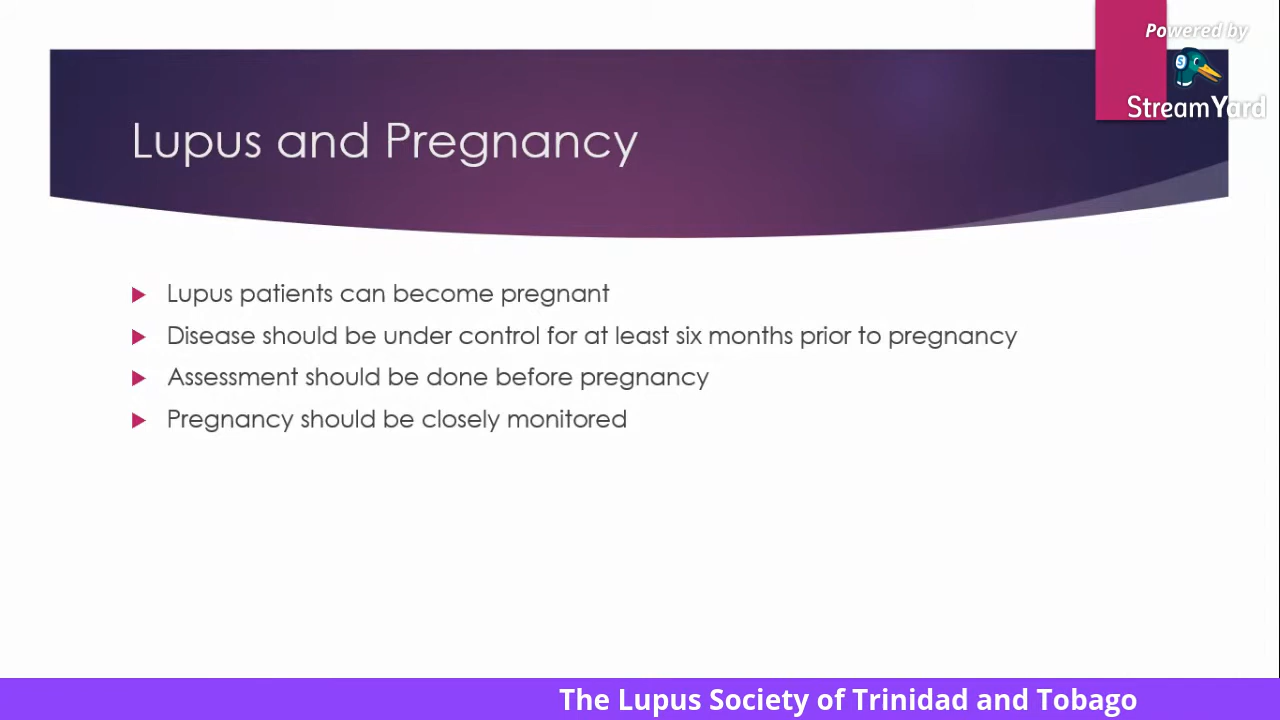 Powered by
StreamYard
Lupus and Pregnancy
Lupus patients can become pregnant
Disease should be under control for at least six months prior to pregnancy
Assessment should be done before pregnancy
Pregnancy should be closely monitored
The Lupus Society of Trinidad and Tobago